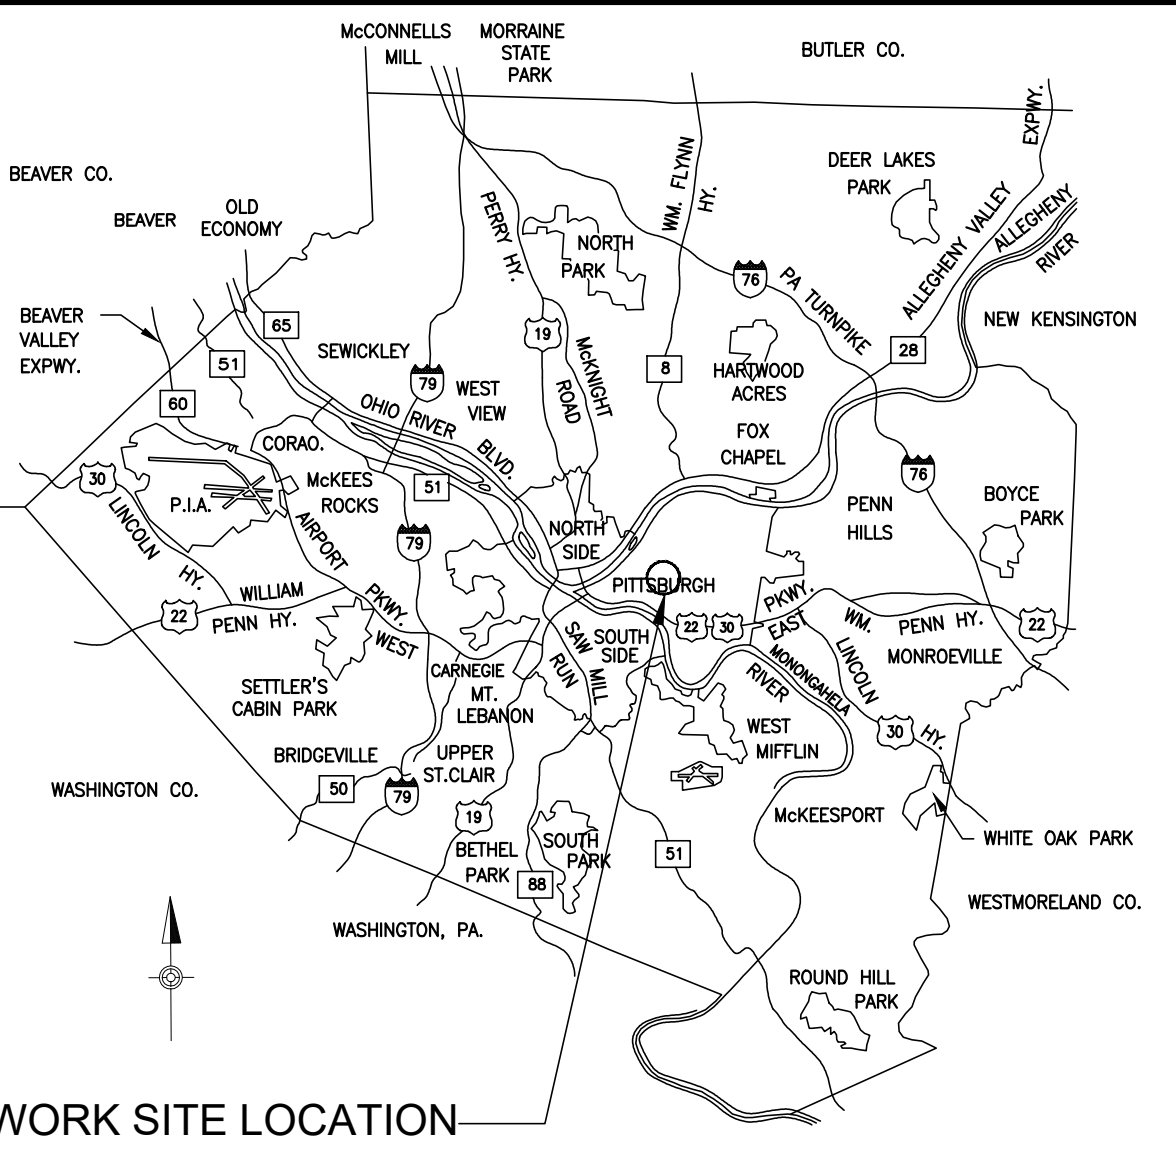 McCONNELLS
MILL
MORRAINE
STATE
PARK
BUTLER CO.
EXPWY.
BEAVER CO.
DEER LAKES
PARK
WM. FLYNN
HY.
BEAVER
OLD
ECONOMY
PERRY HY.
NORTH
PARK
ALLEGHENY VALLEY
ALLEGHENY
RIVER
76
PA TURNPIKE
BEAVER
VALLEY
EXPWY.
65
51
60
SEWICKLEY
79
WEST
VIEW
19
McKNIGHT
ROAD
8
HARTWOOD
ACRES
28
NEW KENSINGTON
OHIO RIVER
BLVD.
FOX
CHAPEL
CORAO.
McKEES
ROCKS
51
30
P.I.A.
LINCOLN
HY.
AIRPORT
PKWY.
WEST
79
NORTH
SIDE
PENN
HILLS
76
BOYCE
PARK
PITTSBURGH
WILLIAM
PENN HY.
22
22
30
PKWY.
EAST
WM.
PENN HY.
22
SOUTH
SIDE
SAW MILL
RUN
MONONGAHELA
RIVER
LINCOLN
HY.
MONROEVILLE
CARNEGIE
MT.
LEBANON
SETTLER'S
CABIN PARK
WEST
MIFFLIN
30
BRIDGEVILLE
UPPER
ST.CLAIR
50
79
WASHINGTON CO.
19
McKEESPORT
WHITE OAK PARK
BETHEL
PARK
SOUTH
PARK
51
88
WASHINGTON, PA.
WESTMORELAND CO.
ROUND HILL
PARK
WORK SITE LOCATION